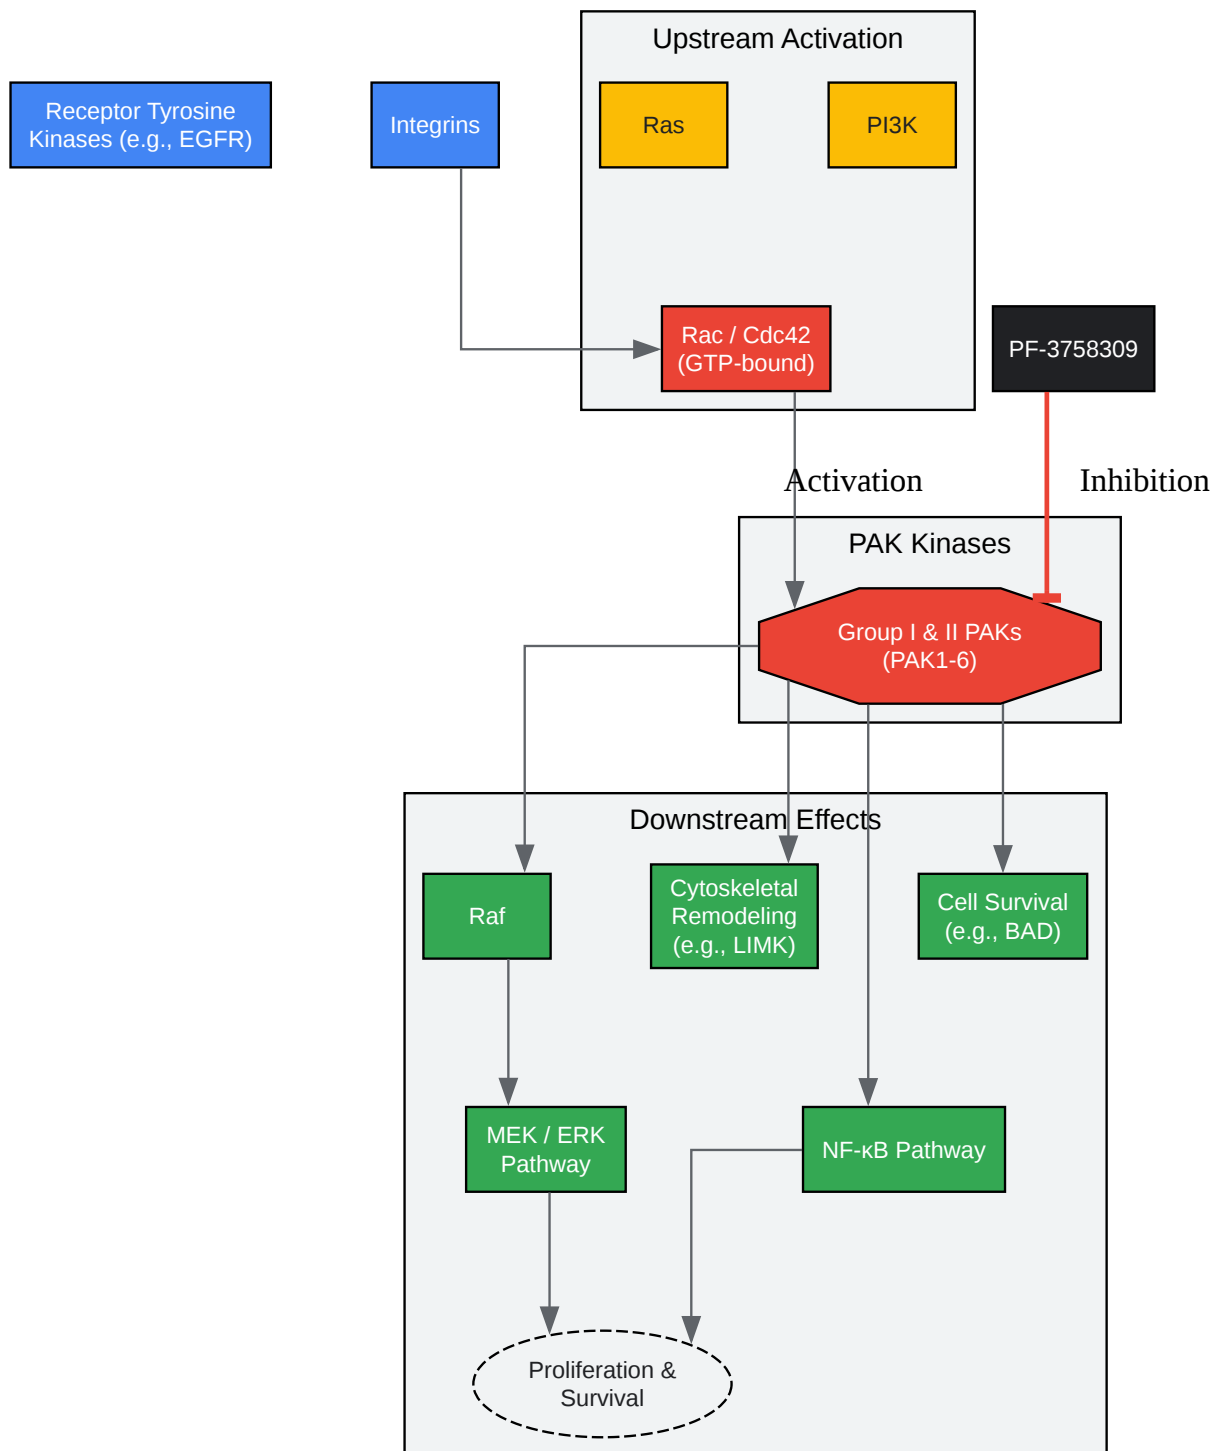 Upstream Activation
Receptor Tyrosine
Kinases (e.g., EGFR)
Integrins
Ras
PI3K
Rac / Cdc42
(GTP-bound)
PF-3758309
Activation
Inhibition
PAK Kinases
Group I & II PAKs
(PAK1-6)
Downstream Effects
Raf
Cytoskeletal
Remodeling
(e.g., LIMK)
Cell Survival
(e.g., BAD)
MEK / ERK
Pathway
NF-κB Pathway
Proliferation &
Survival